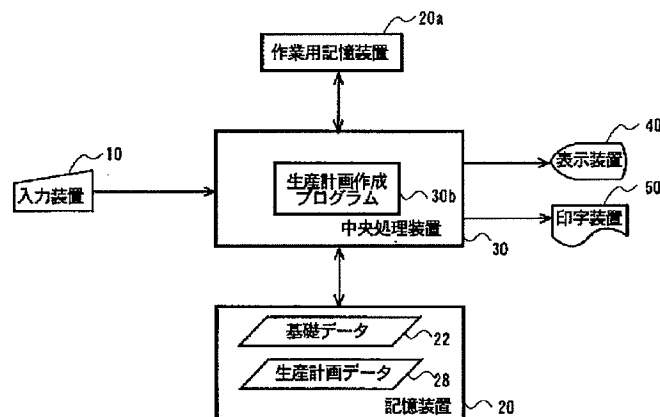 20a
作業用記憶装置
10
入力装置
生産計画作成
プログラム
30b
中央処理装置
30
40
表示装置
50
印字装置
基礎データ
22
生産計画データ
28
記憶装置
20